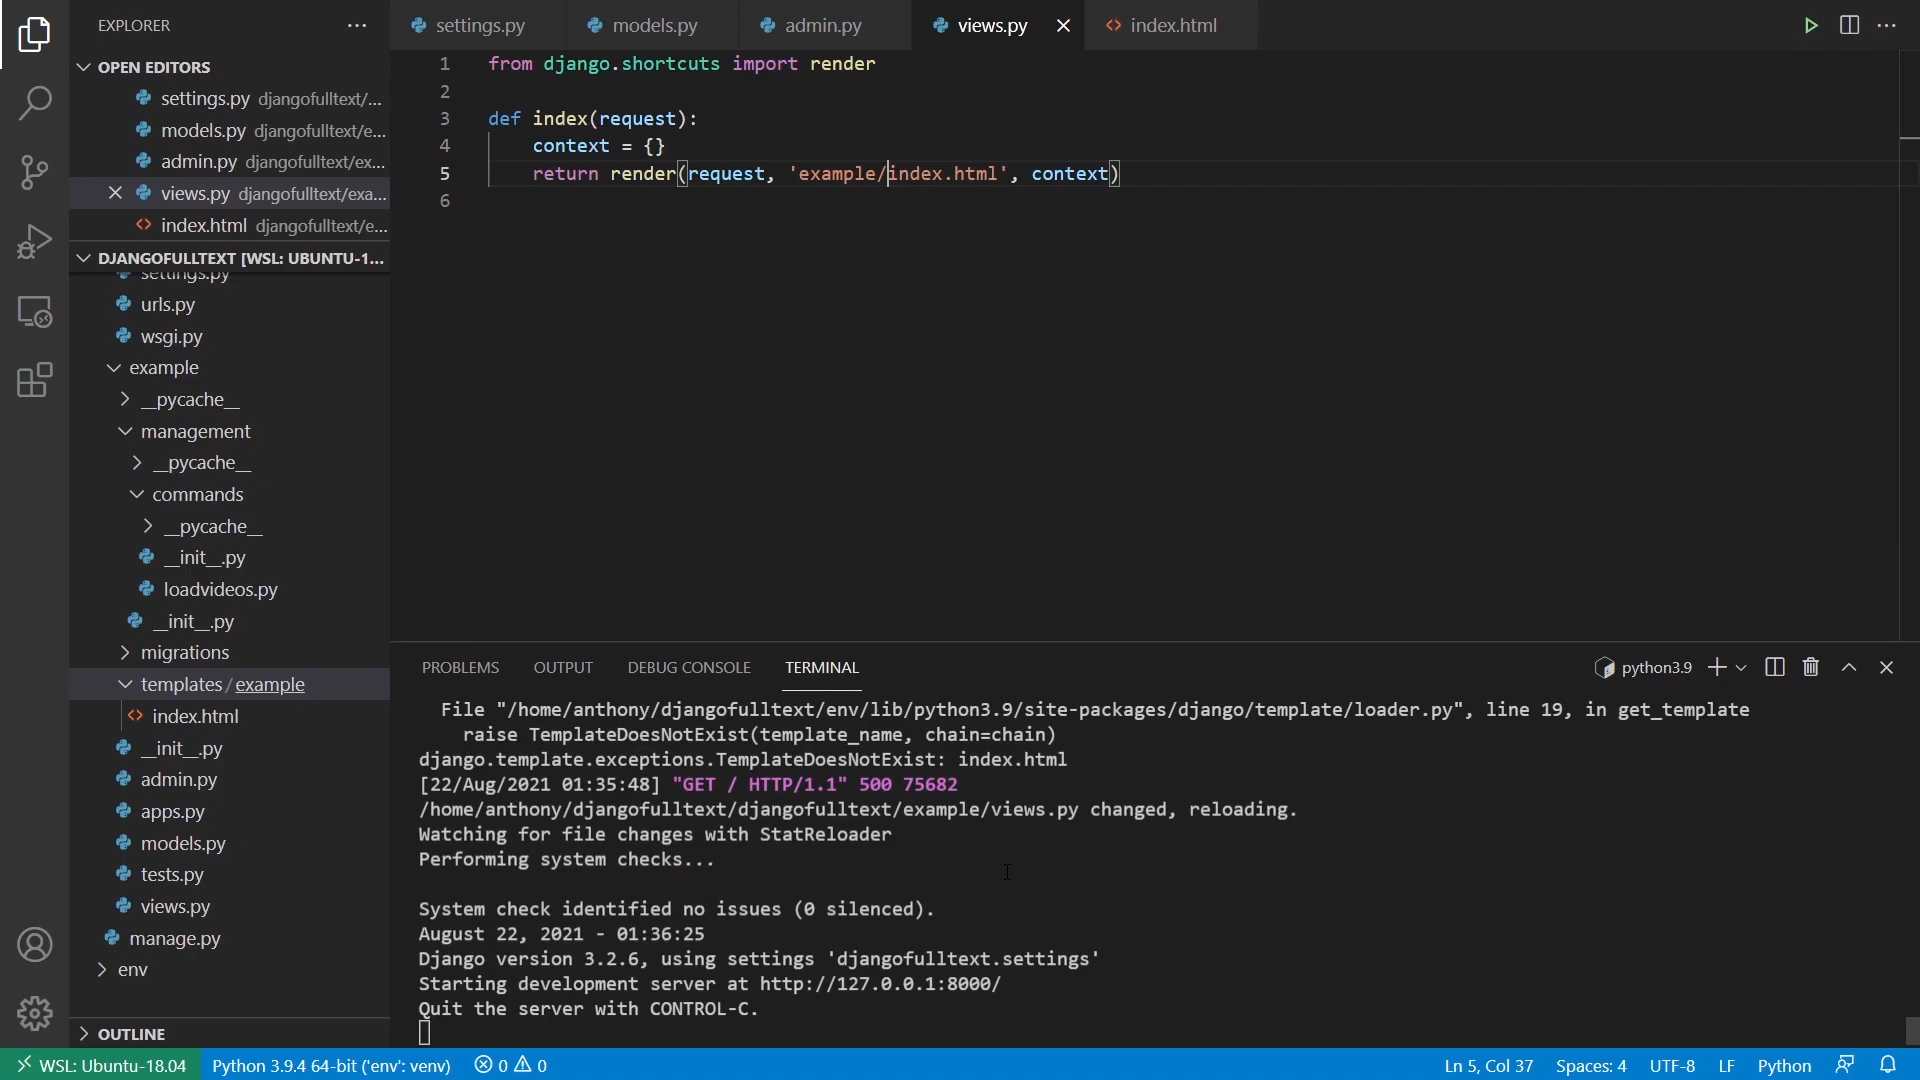 EXPLORER
OPEN EDITORS
settings.py djangofulltext/...
models.py djangofulltext/e...
admin.py djangofulltext/ex...
views.py djangofulltext/exa...
index.html djangofulltext/e...
DJANGOFULLTEXT [WSL: UBUNTU-1...
settings.py
urls.py
wsgi.py
example
__pycache__
management
__pycache__
commands
__pycache__
__init__.py
loadvideos.py
__init__.py
migrations
templates/example
index.html
__init__.py
admin.py
apps.py
models.py
tests.py
views.py
manage.py
env
OUTLINE
settings.py models.py admin.py views.py index.html
1 from django.shortcuts import render
2
3 def index(request):
4 context = {}
5 return render(request, 'example/index.html', context)
6
PROBLEMS OUTPUT DEBUG CONSOLE TERMINAL python3.9
File "/home/anthony/djangofulltext/env/lib/python3.9/site-packages/django/template/loader.py", line 19, in get_template
raise TemplateDoesNotExist(template_name, chain=chain)
django.template.exceptions.TemplateDoesNotExist: index.html
[22/Aug/2021 01:35:48] "GET / HTTP/1.1" 500 75682
/home/anthony/djangofulltext/djangofulltext/example/views.py changed, reloading.
Watching for file changes with StatReloader
Performing system checks...
System check identified no issues (0 silenced).
August 22, 2021 - 01:36:25
Django version 3.2.6, using settings 'djangofulltext.settings'
Starting development server at http://127.0.0.1:8000/
Quit the server with CONTROL-C.
WSL: Ubuntu-18.04 Python 3.9.4 64-bit ('env': venv) 0 0 Ln 5, Col 37 Spaces: 4 UTF-8 LF Python